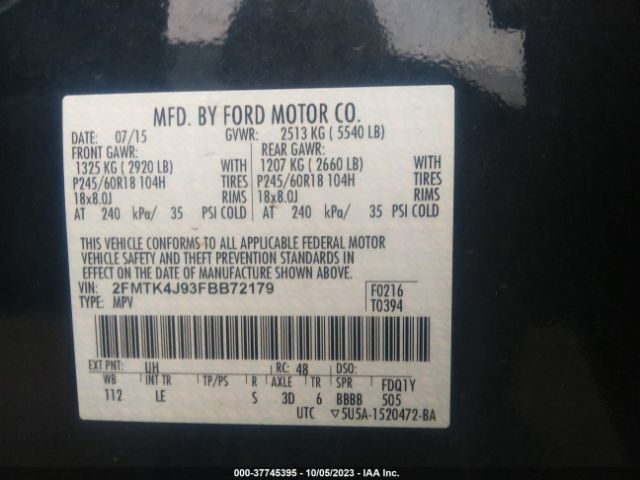 MFD. BY FORD MOTOR CO.
DATE: 07/15 GVWR: 2513 KG ( 5540 LB)
FRONT GAWR: REAR GAWR:
1325 KG ( 2920 LB) WITH 1207 KG ( 2660 LB) WITH
P245/60R18 104H TIRES P245/60R18 104H TIRES
18x8.0J RIMS 18x8.0J RIMS
AT 240 kPa/ 35 PSI COLD AT 240 kPa/ 35 PSI COLD
THIS VEHICLE CONFORMS TO ALL APPLICABLE FEDERAL MOTOR
VEHICLE SAFETY AND THEFT PREVENTION STANDARDS IN
EFFECT ON THE DATE OF MANUFACTURE SHOWN ABOVE.
VIN: 2FMTK4J93FBB72179 F0216
TYPE: MPV T0394
EXT PNT: UH RC: 48 DSO:
WB INT TR TP/PS R AXLE TR SPR FDQ1Y
112 LE S 3D 6 BBBB 505
UTC ▽5U5A-1520472-BA
000-37745395 - 10/05/2023 - IAA Inc.